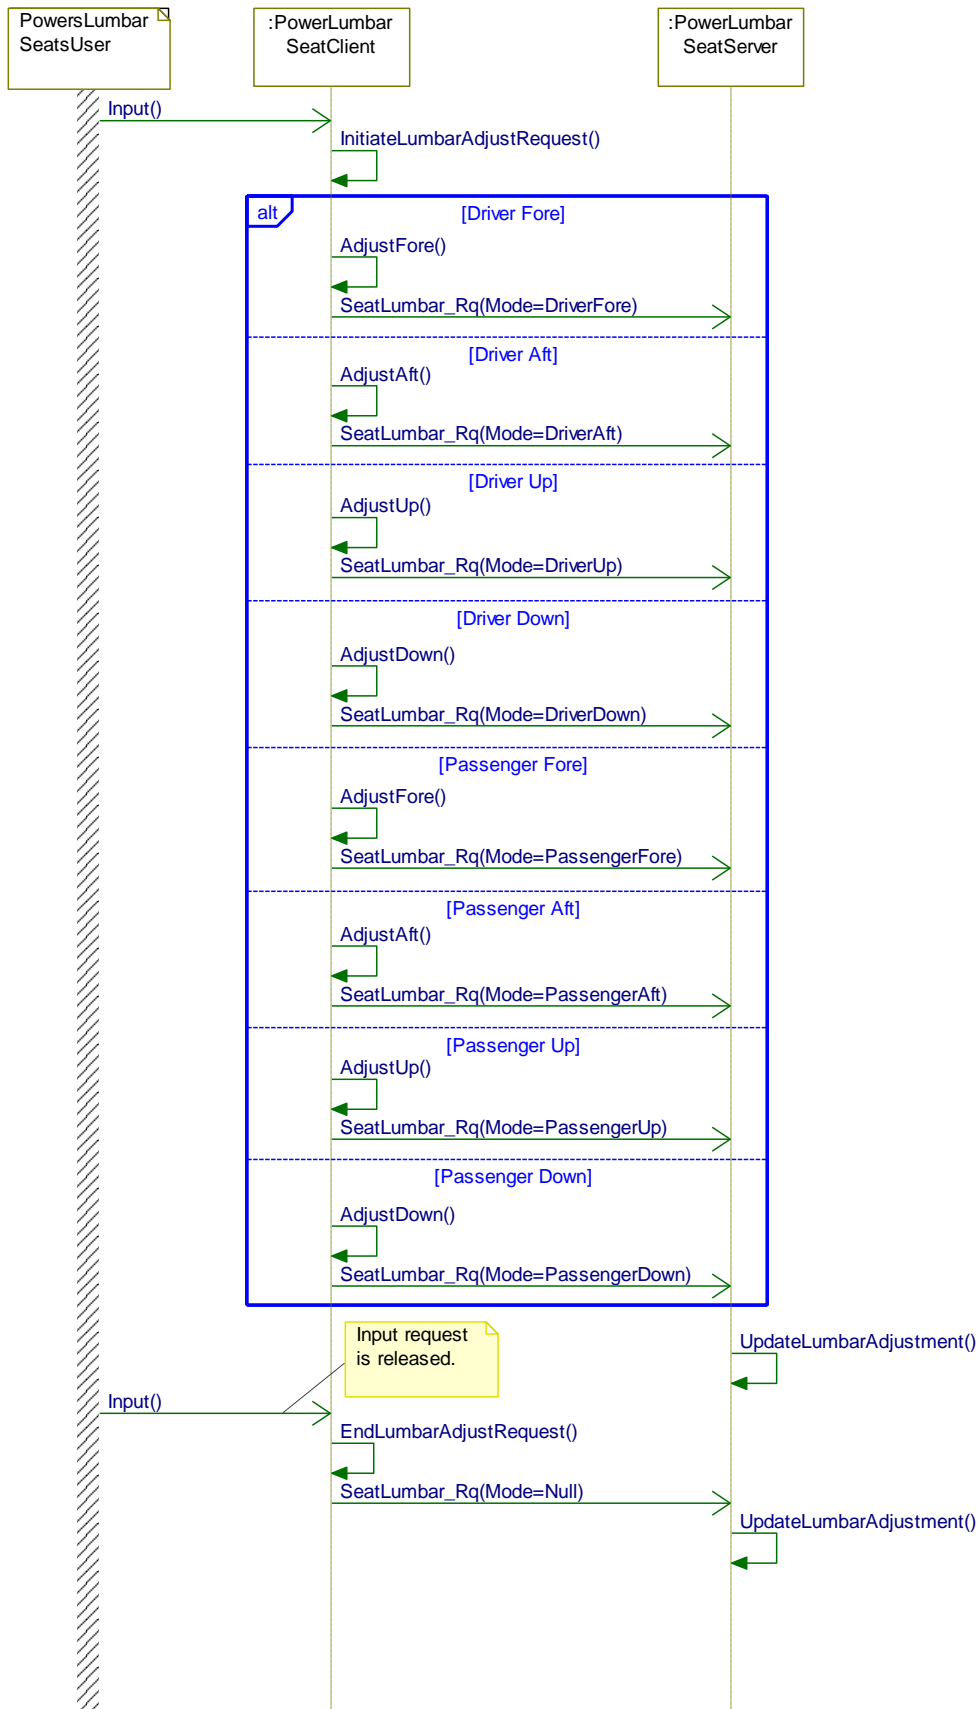 PowersLumbar
SeatsUser
:PowerLumbar
SeatClient
:PowerLumbar
SeatServer
Input()
InitiateLumbarAdjustRequest()
alt
[Driver Fore]
AdjustFore()
SeatLumbar_Rq(Mode=DriverFore)
[Driver Aft]
AdjustAft()
SeatLumbar_Rq(Mode=DriverAft)
[Driver Up]
AdjustUp()
SeatLumbar_Rq(Mode=DriverUp)
[Driver Down]
AdjustDown()
SeatLumbar_Rq(Mode=DriverDown)
[Passenger Fore]
AdjustFore()
SeatLumbar_Rq(Mode=PassengerFore)
[Passenger Aft]
AdjustAft()
SeatLumbar_Rq(Mode=PassengerAft)
[Passenger Up]
AdjustUp()
SeatLumbar_Rq(Mode=PassengerUp)
[Passenger Down]
AdjustDown()
SeatLumbar_Rq(Mode=PassengerDown)
Input request
is released.
UpdateLumbarAdjustment()
Input()
EndLumbarAdjustRequest()
SeatLumbar_Rq(Mode=Null)
UpdateLumbarAdjustment()